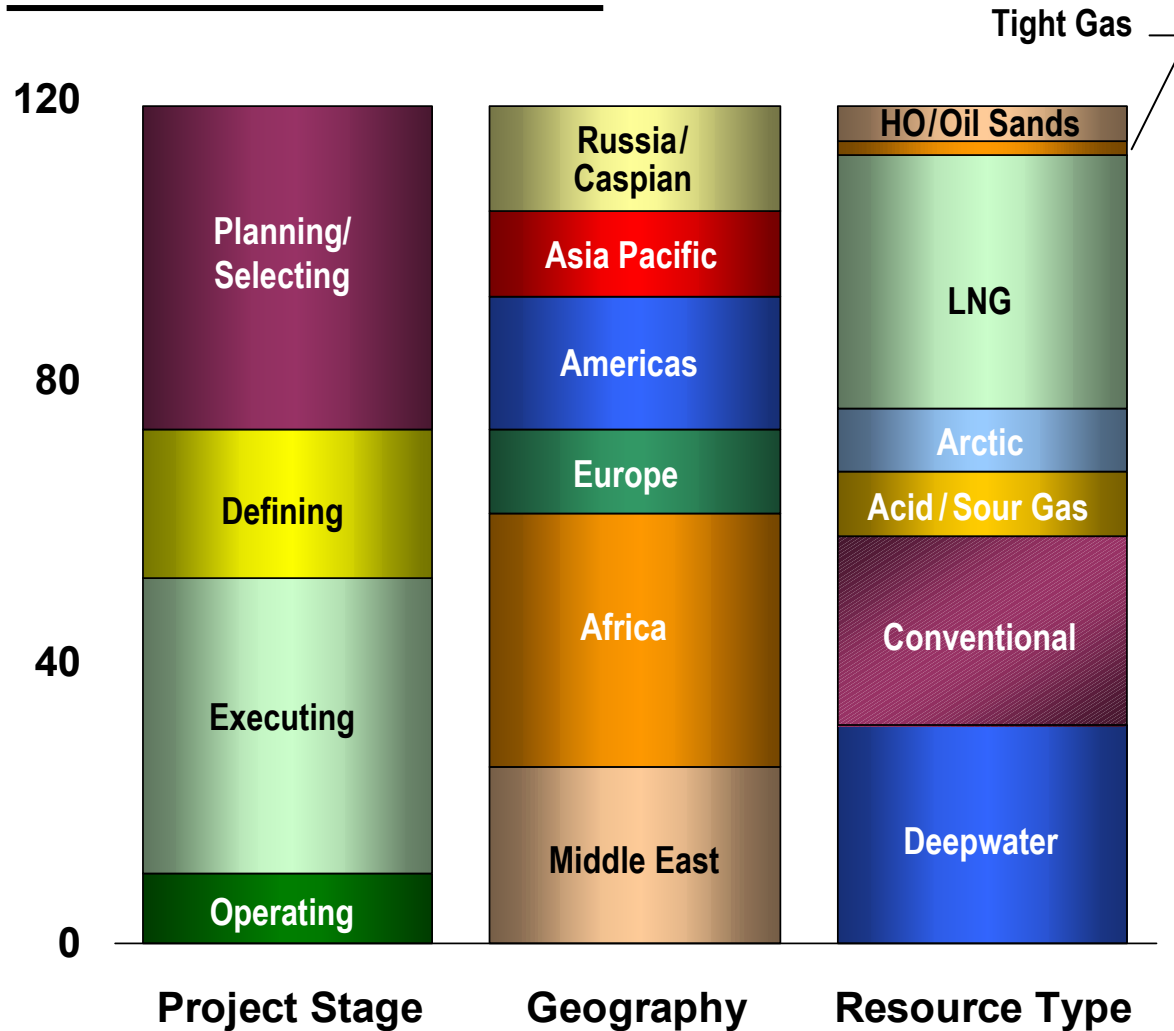 Tight Gas
120
80
40
0
Planning/
Selecting
Defining
Executing
Operating
Russia/
Caspian
Asia Pacific
Americas
Europe
Africa
Middle East
HO/Oil Sands
LNG
Arctic
Acid / Sour Gas
Conventional
Deepwater
Project Stage
Geography
Resource Type